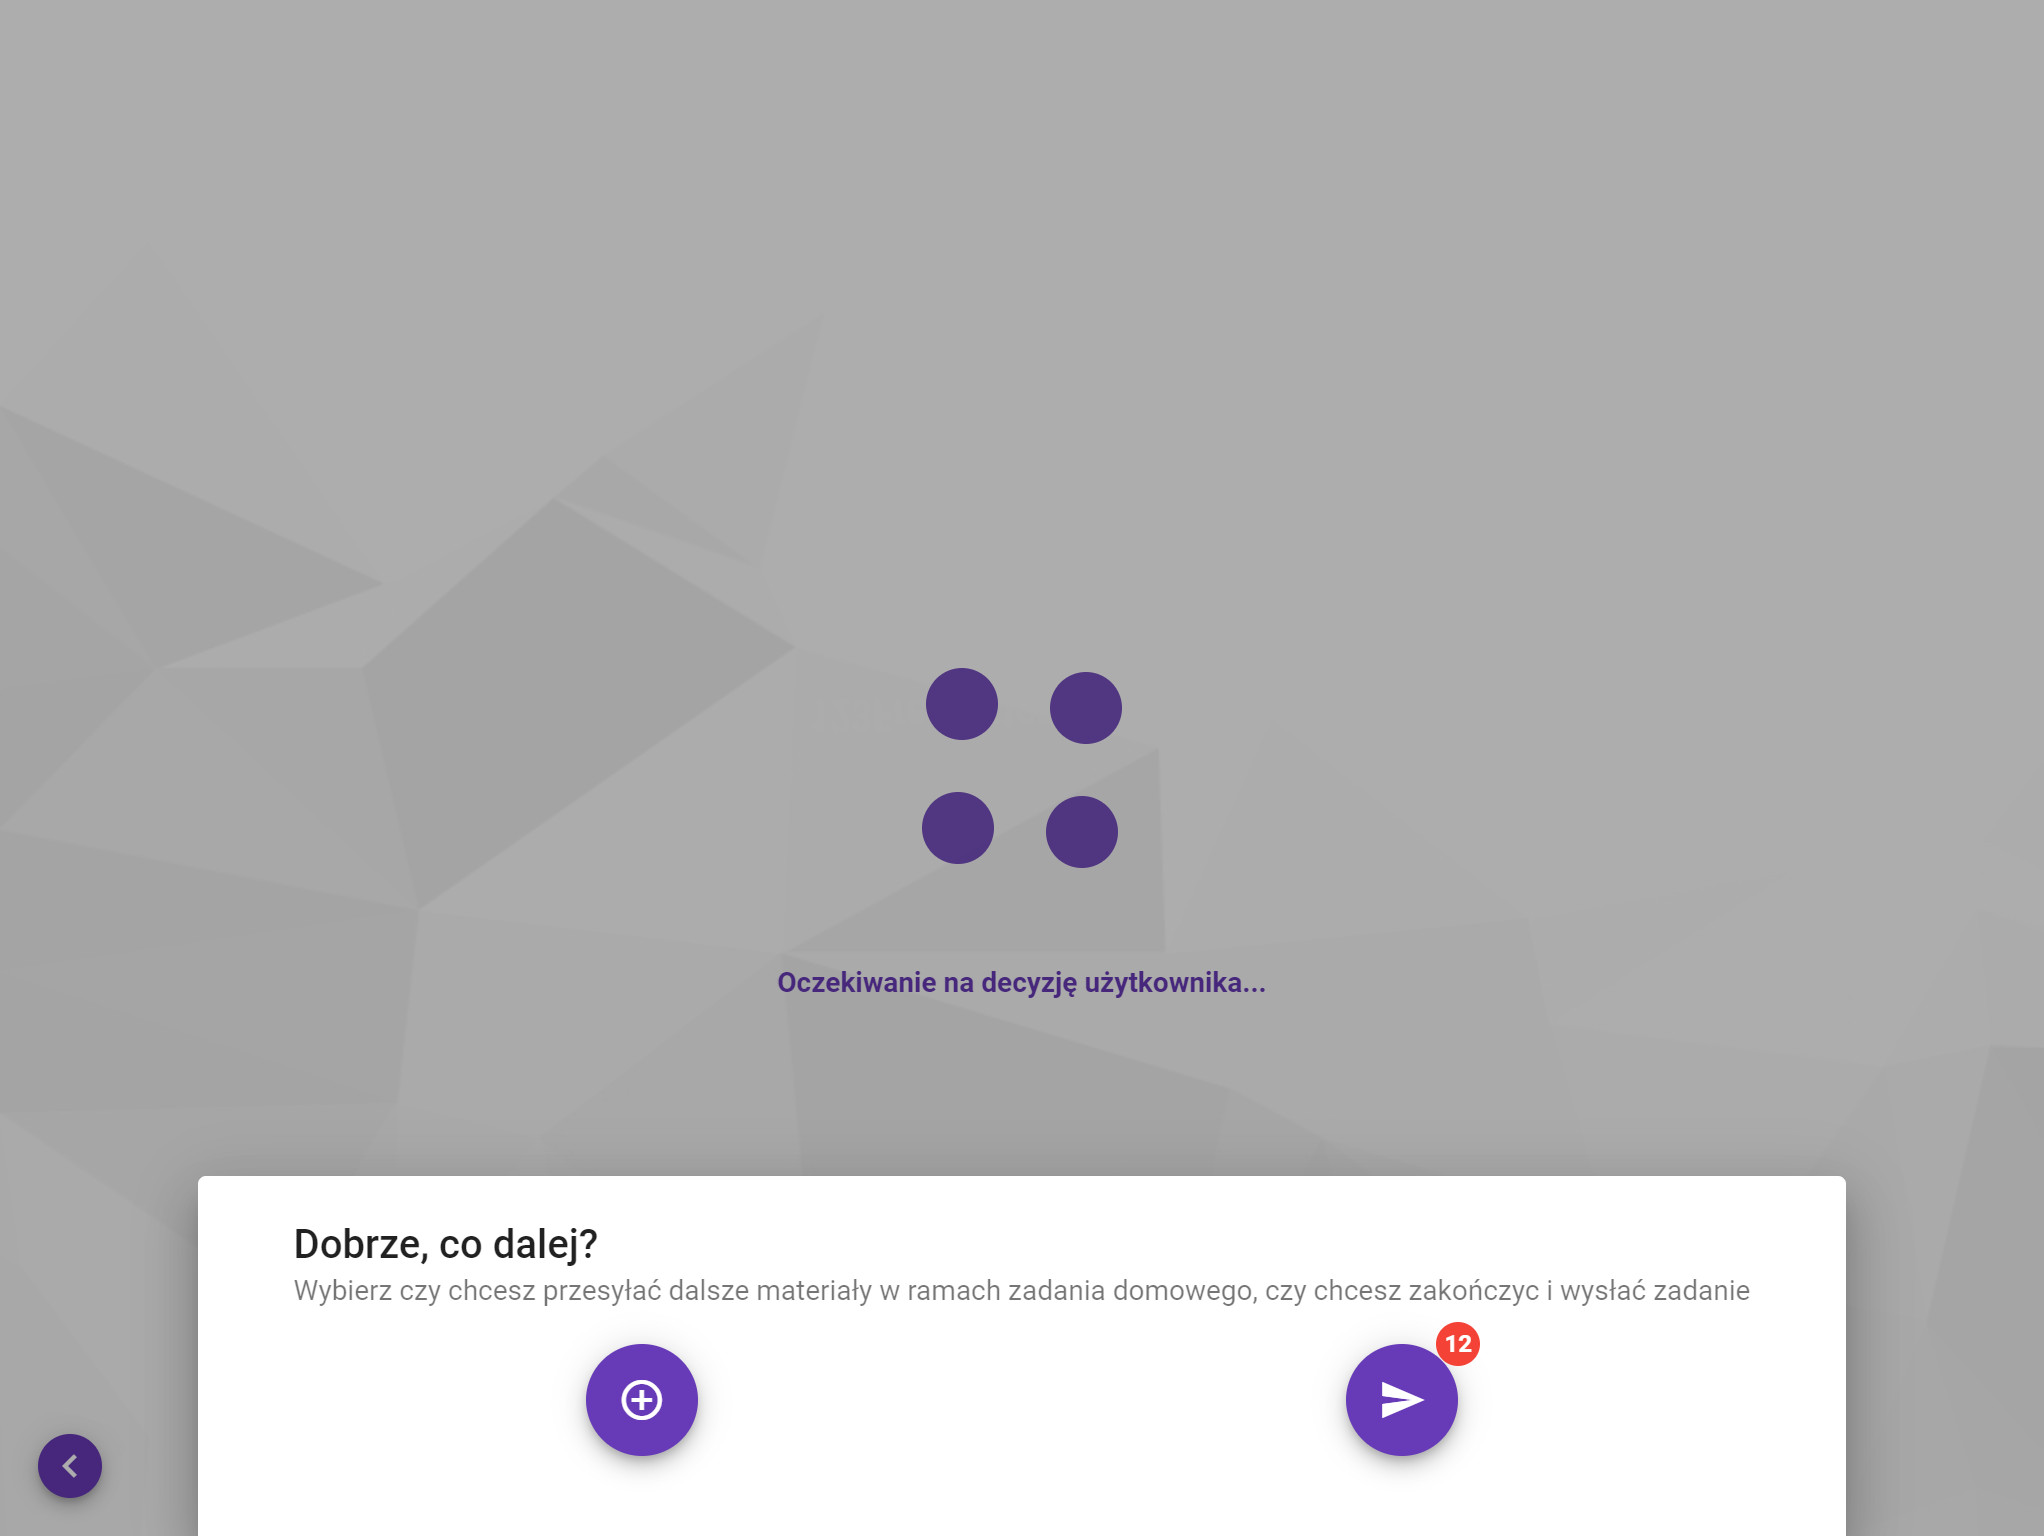 Oczekiwanie na decyzję użytkownika...
Dobrze, co dalej?
Wybierz czy chcesz przesyłać dalsze materiały w ramach zadania domowego, czy chcesz zakończyc i wysłać zadanie
12